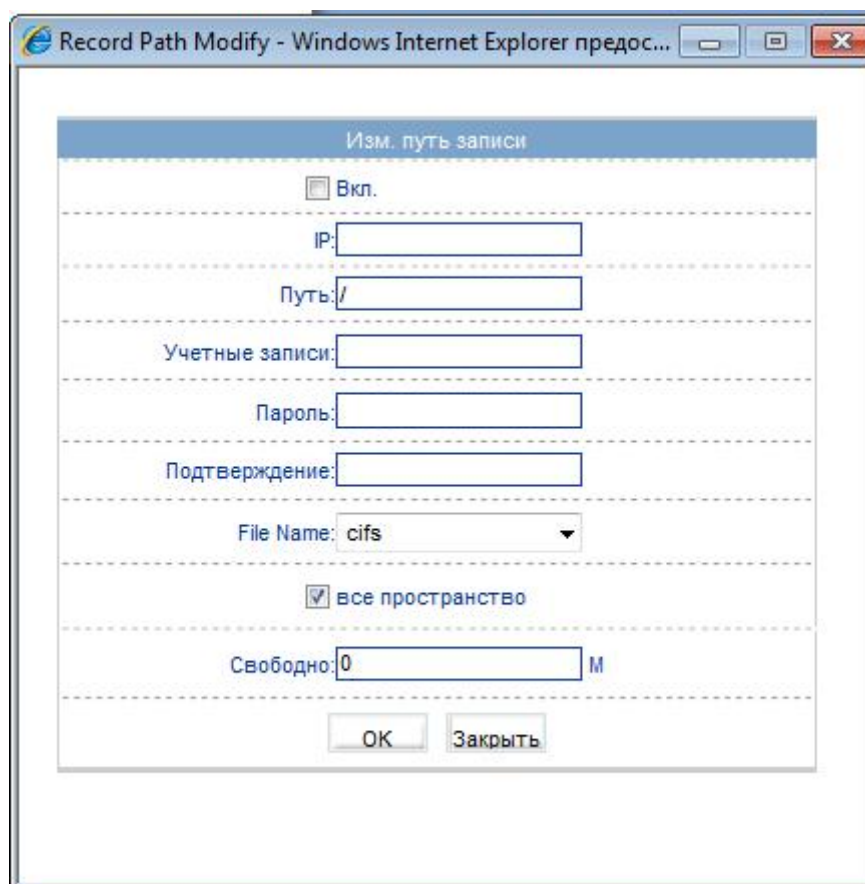 Record Path Modify - Windows Internet Explorer предос...
Изм. путь записи
Вкл.
IP:
Путь: /
Учетные записи:
Пароль:
Подтверждение:
File Name: cifs
все пространство
Свободно: 0 M
OK Закрыть